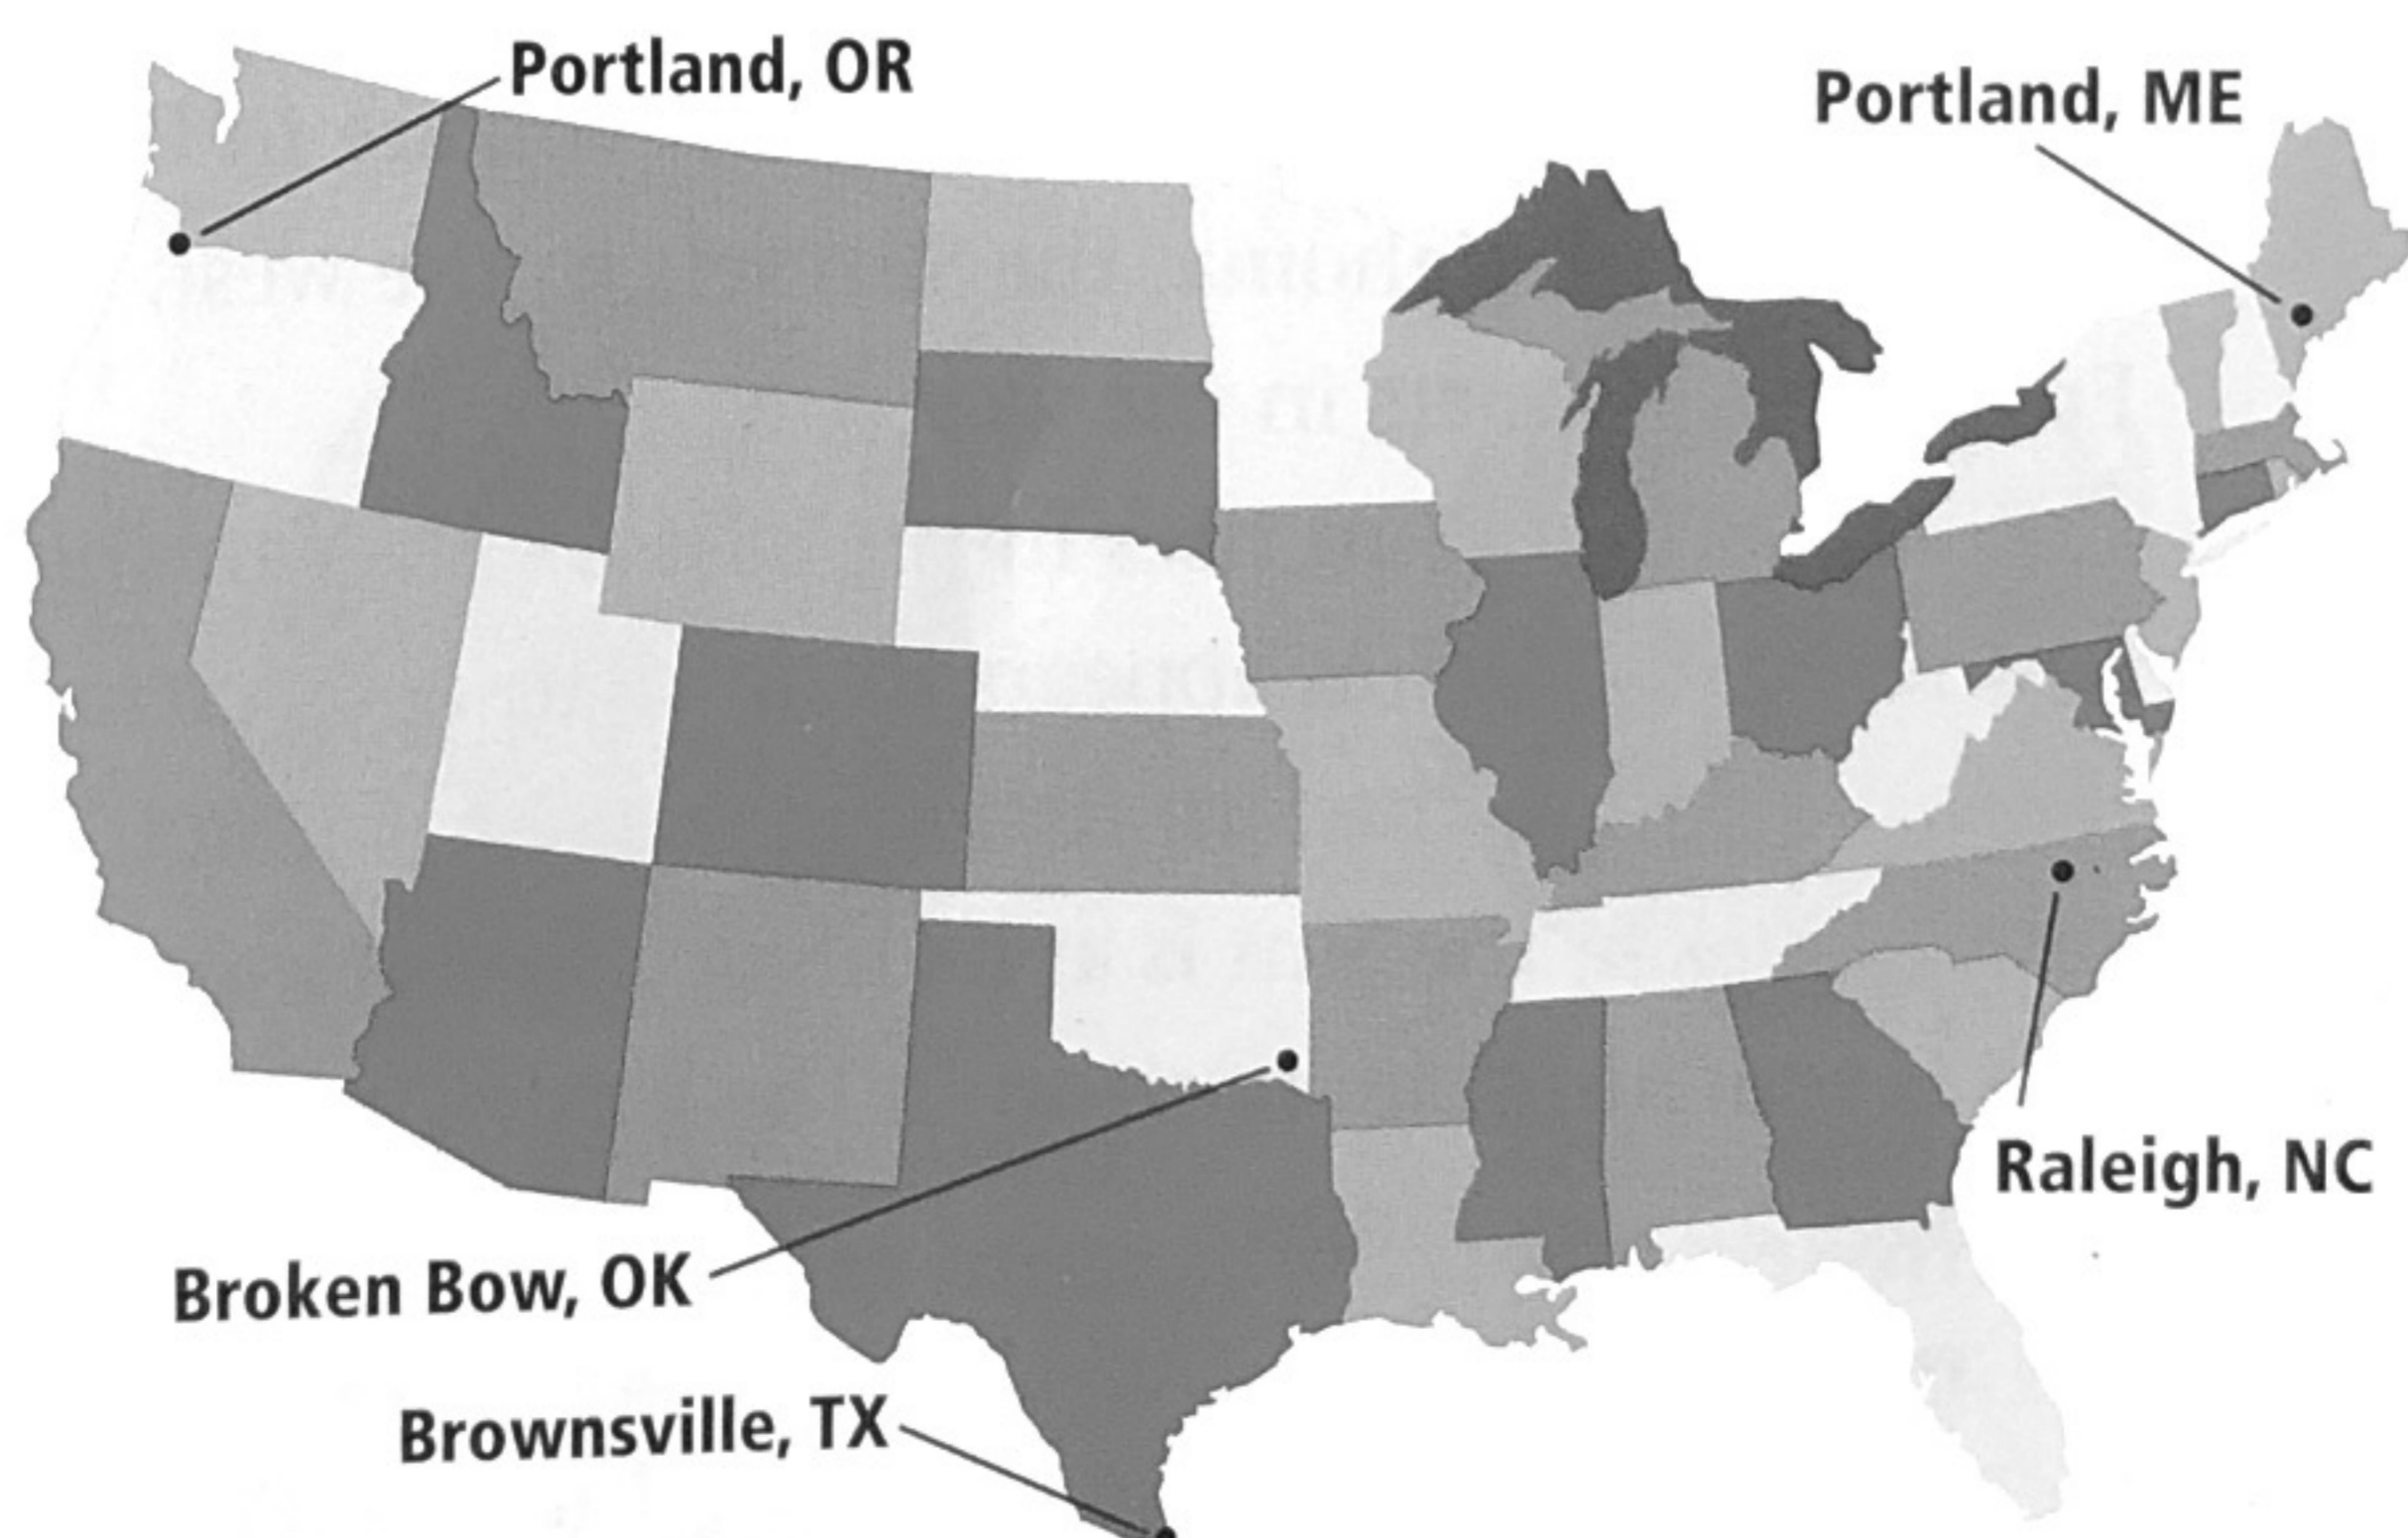 Portland, OR
Portland, ME
Raleigh, NC
Broken Bow, OK
Brownsville, TX